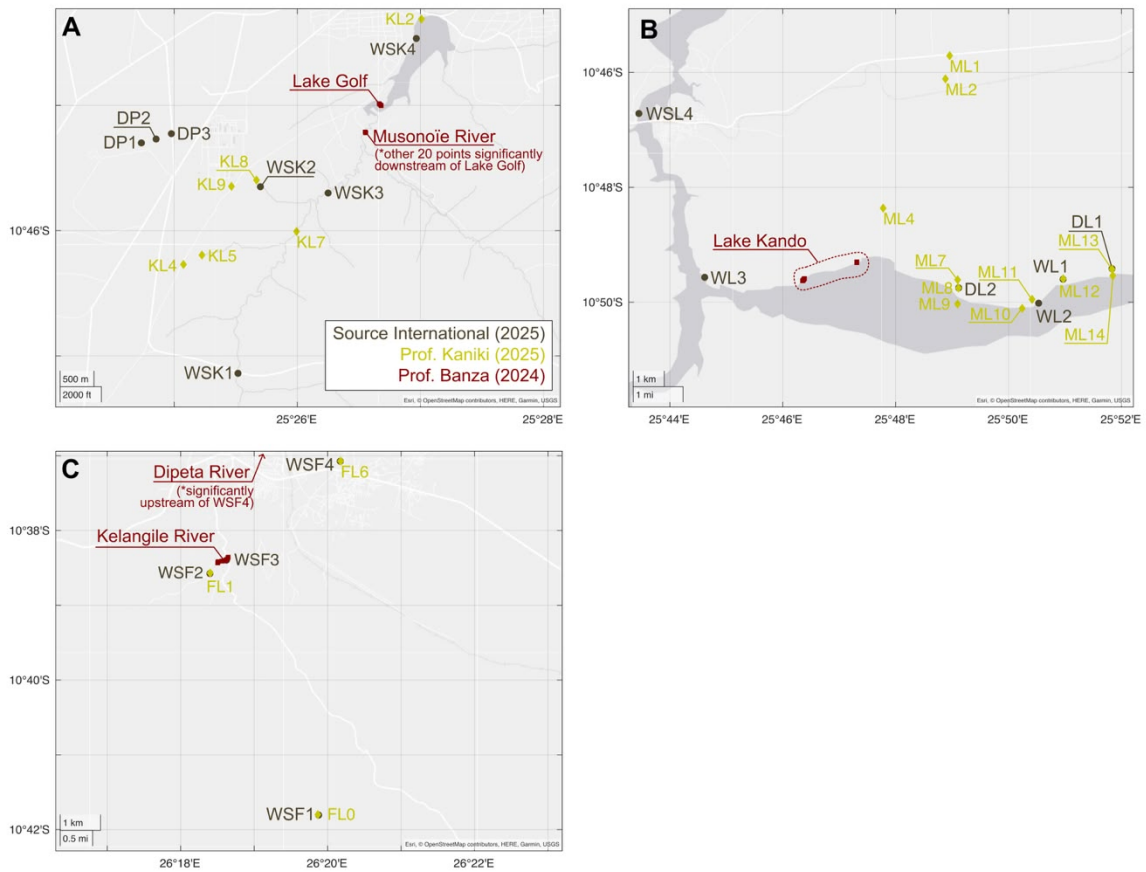 A
KL2
WSK4
Lake Golf
DP2
DP3
DP1
Musonoïe River
(*other 20 points significantly
downstream of Lake Golf)
KL8
WSK2
KL9
WSK3
10°46'S
KL7
KL5
KL4
Source International (2025)
Prof. Kaniki (2025)
Prof. Banza (2024)
WSK1
500 m
2000 ft
Esri, © OpenStreetMap contributors, HERE, Garmin, USGS
25°26'E
25°28'E
B
10°46'S
ML1
ML2
WSL4
10°48'S
ML4
Lake Kando
DL1
ML13
WL3
ML7
ML11
WL1
ML8
DL2
ML12
10°50'S
ML9
ML10
WL2
ML14
1 km
1 mi
Esri, © OpenStreetMap contributors, HERE, Garmin, USGS
25°44'E
25°46'E
25°48'E
25°50'E
25°52'E
C
Dipeta River
(*significantly
upstream of WSF4)
WSF4
FL6
10°38'S
Kelangile River
WSF3
WSF2
FL1
10°40'S
WSF1
FL0
10°42'S
1 km
0.5 mi
Esri, © OpenStreetMap contributors, HERE, Garmin, USGS
26°18'E
26°20'E
26°22'E